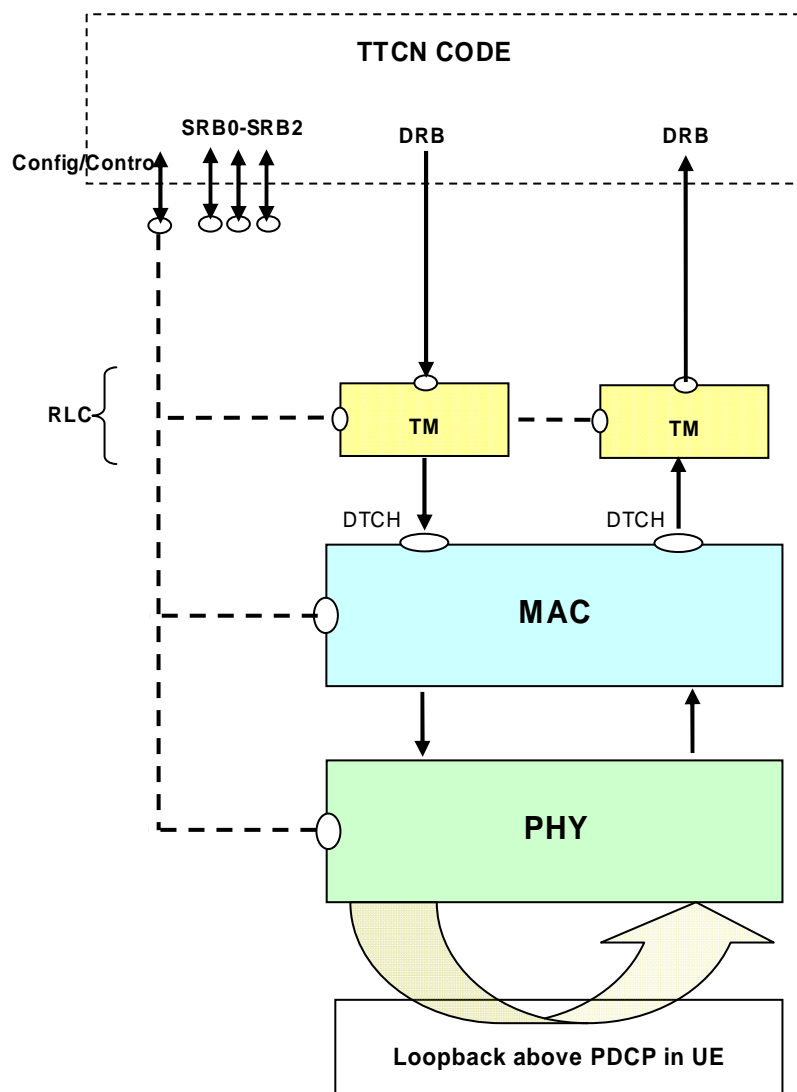 TTCN CODE
SRB0-SRB2
DRB
DRB
Config/Contro
RLC
TM
TM
DTCH
DTCH
MAC
PHY
Loopback above PDCP in UE